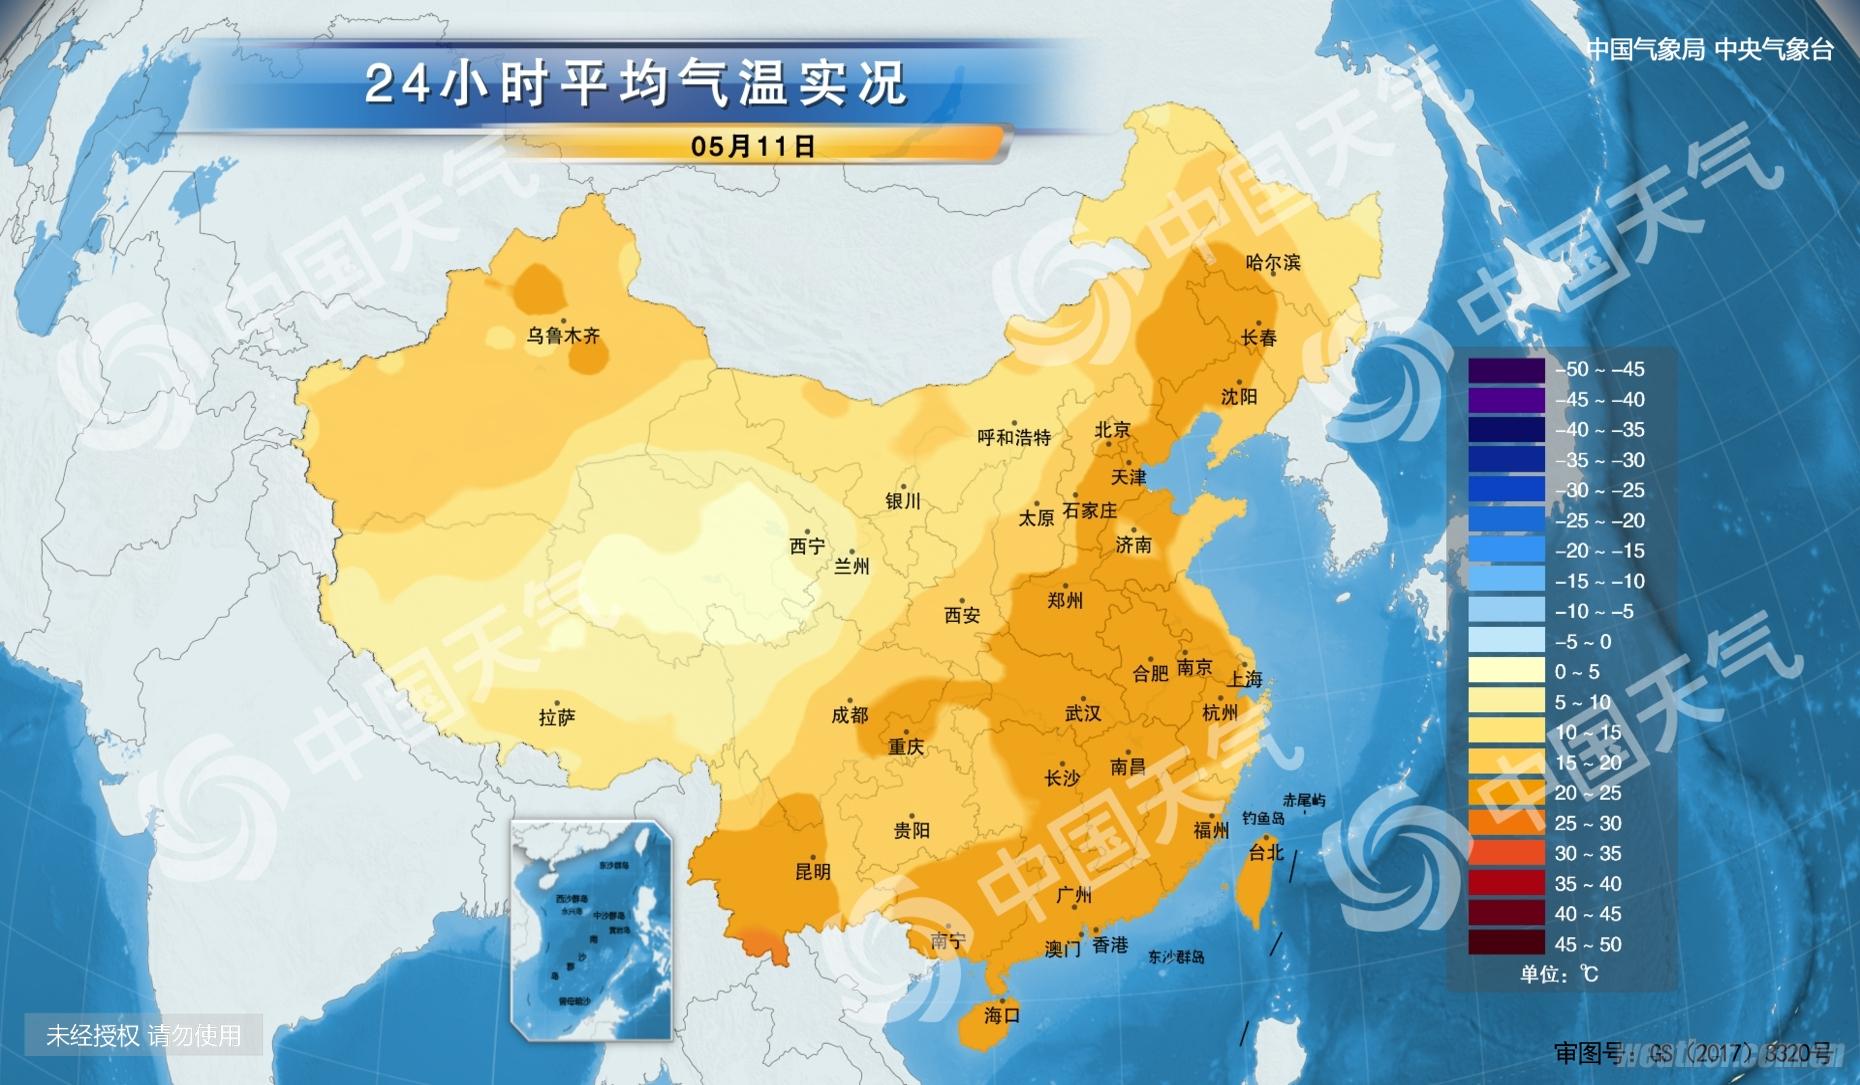 中国气象局 中央气象台
24小时平均气温实况
05月11日
哈尔滨
乌鲁木齐
长春
沈阳
呼和浩特
北京
天津
银川
太原
石家庄
西宁
济南
兰州
郑州
西安
合肥
南京
上海
拉萨
成都
武汉
杭州
重庆
长沙
南昌
赤尾屿
钓鱼岛
贵阳
福州
台北
昆明
广州
南宁
澳门
香港
东沙群岛
海口
东沙群岛
西沙群岛
永兴岛
中沙群岛
黄岩岛
南
沙
群
岛
曾母暗沙
-50 ~ -45
-45 ~ -40
-40 ~ -35
-35 ~ -30
-30 ~ -25
-25 ~ -20
-20 ~ -15
-15 ~ -10
-10 ~ -5
-5 ~ 0
0 ~ 5
5 ~ 10
10 ~ 15
15 ~ 20
20 ~ 25
25 ~ 30
30 ~ 35
35 ~ 40
40 ~ 45
45 ~ 50
单位：℃
未经授权 请勿使用
审图号：GS（2017）3320号
weather.com.cn
中国天气
中国天气
中国天气
中国天气
中国天气
中国天气